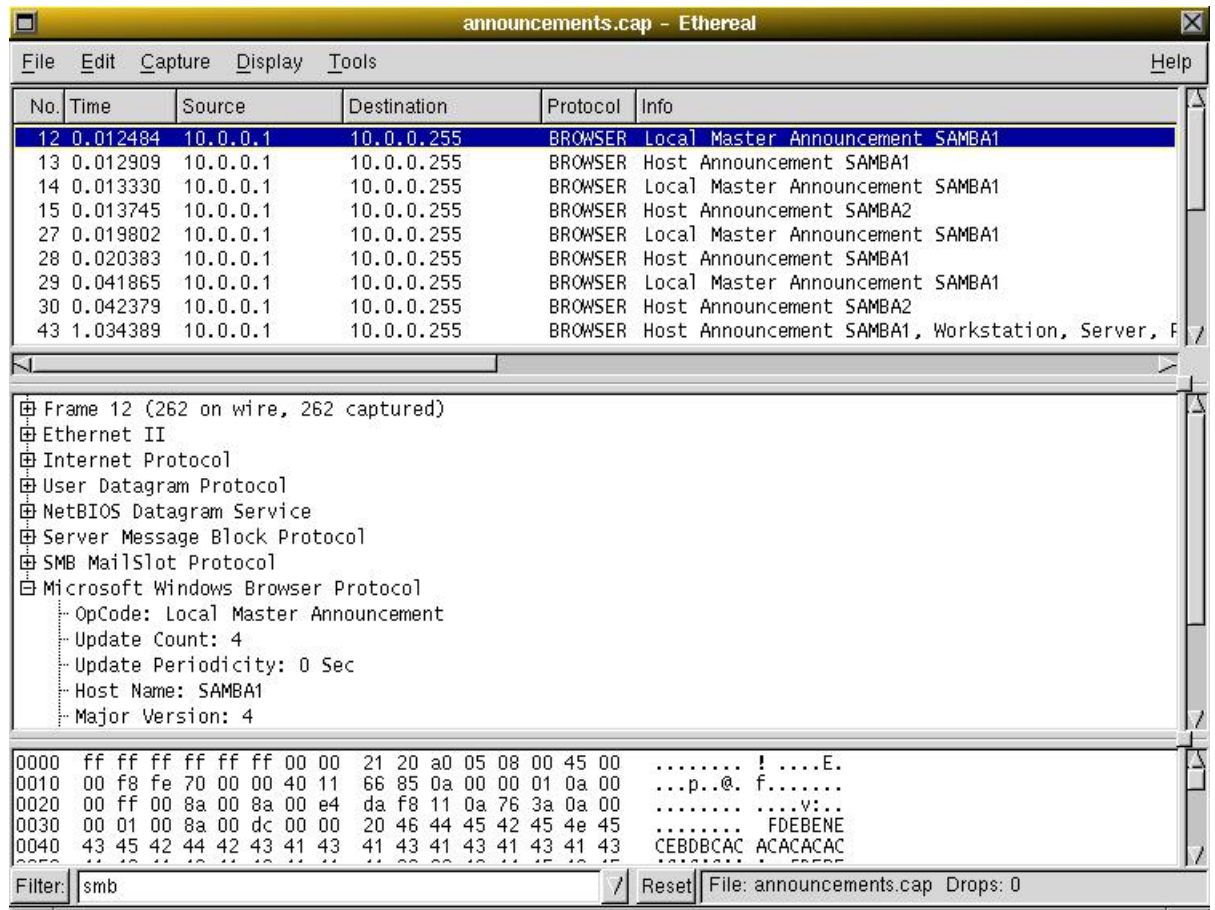 announcements.cap - Ethereal
File Edit Capture Display Tools Help
No. Time Source Destination Protocol Info
12 0.012484 10.0.0.1 10.0.0.255 BROWSER Local Master Announcement SAMBA1
13 0.012909 10.0.0.1 10.0.0.255 BROWSER Host Announcement SAMBA1
14 0.013330 10.0.0.1 10.0.0.255 BROWSER Local Master Announcement SAMBA1
15 0.013745 10.0.0.1 10.0.0.255 BROWSER Host Announcement SAMBA2
27 0.019802 10.0.0.1 10.0.0.255 BROWSER Local Master Announcement SAMBA1
28 0.020383 10.0.0.1 10.0.0.255 BROWSER Host Announcement SAMBA1
29 0.041865 10.0.0.1 10.0.0.255 BROWSER Local Master Announcement SAMBA1
30 0.042379 10.0.0.1 10.0.0.255 BROWSER Host Announcement SAMBA2
43 1.034389 10.0.0.1 10.0.0.255 BROWSER Host Announcement SAMBA1, Workstation, Server,
Frame 12 (262 on wire, 262 captured)
Ethernet II
Internet Protocol
User Datagram Protocol
NetBIOS Datagram Service
Server Message Block Protocol
SMB MailSlot Protocol
Microsoft Windows Browser Protocol
OpCode: Local Master Announcement
Update Count: 4
Update Periodicity: 0 Sec
Host Name: SAMBA1
Major Version: 4
0000 ff ff ff ff ff ff 00 00 21 20 a0 05 08 00 45 00 ........ ! ....E.
0010 00 f8 fe 70 00 00 40 11 66 85 0a 00 00 01 0a 00 ...p..@. f.......
0020 00 ff 00 8a 00 8a 00 e4 da f8 11 0a 76 3a 0a 00 ........ ....v:..
0030 00 01 00 8a 00 dc 00 00 20 46 44 45 42 45 4e 45 ........ FDEBENE
0040 43 45 42 44 42 43 41 43 41 43 41 43 41 43 41 43 CEBDBCAC ACACACAC
Filter: smb Reset File: announcements.cap Drops: 0